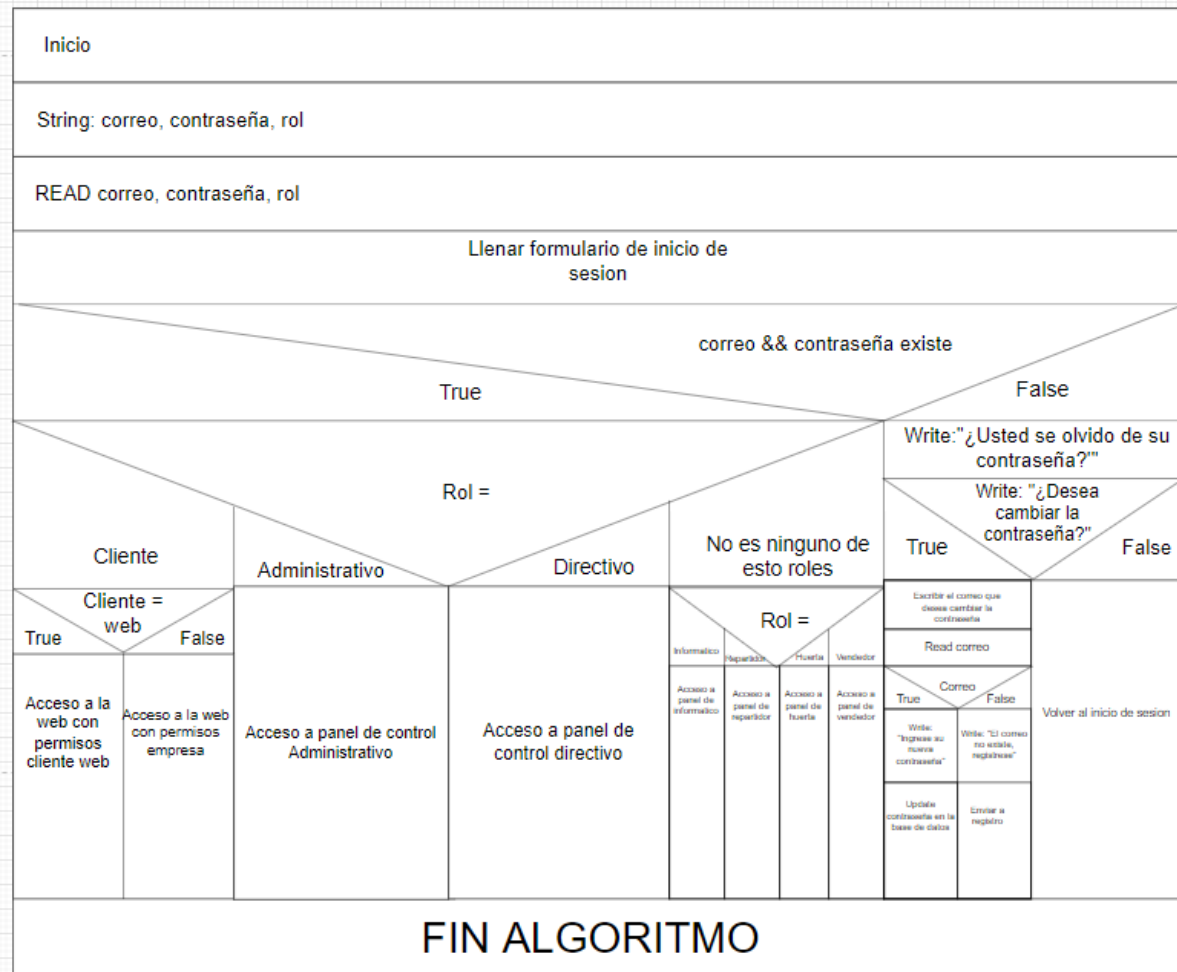 Inicio
String: correo, contraseña, rol
READ correo, contraseña, rol
Llenar formulario de inicio de
sesion
correo && contraseña existe
True
False
Write:"¿Usted se olvido de su
contraseña?'"
Write: "¿Desea
cambiar la
contraseña?"
True
False
Rol =
Cliente
Administrativo
Directivo
No es ninguno de
esto roles
Cliente =
web
True
False
Rol =
Informatico
Repartidor
Huerta
Vendedor
Escribir el correo que
desea cambiar la
contraseña
Read correo
Correo
True
False
Acceso a la
web con
permisos
cliente web
Acceso a la web
con permisos
empresa
Acceso a panel de control
Administrativo
Acceso a panel de
control directivo
Acceso a
panel de
informatico
Acceso a
panel de
repartidor
Acceso a
panel de
huerta
Acceso a
panel de
vendedor
Write:
"Ingrese su
nueva
contraseña"
Write: "El correo
no existe,
registrese"
Update
contraseña en la
base de datos
Enviar a
registro
Volver al inicio de sesion
FIN ALGORITMO